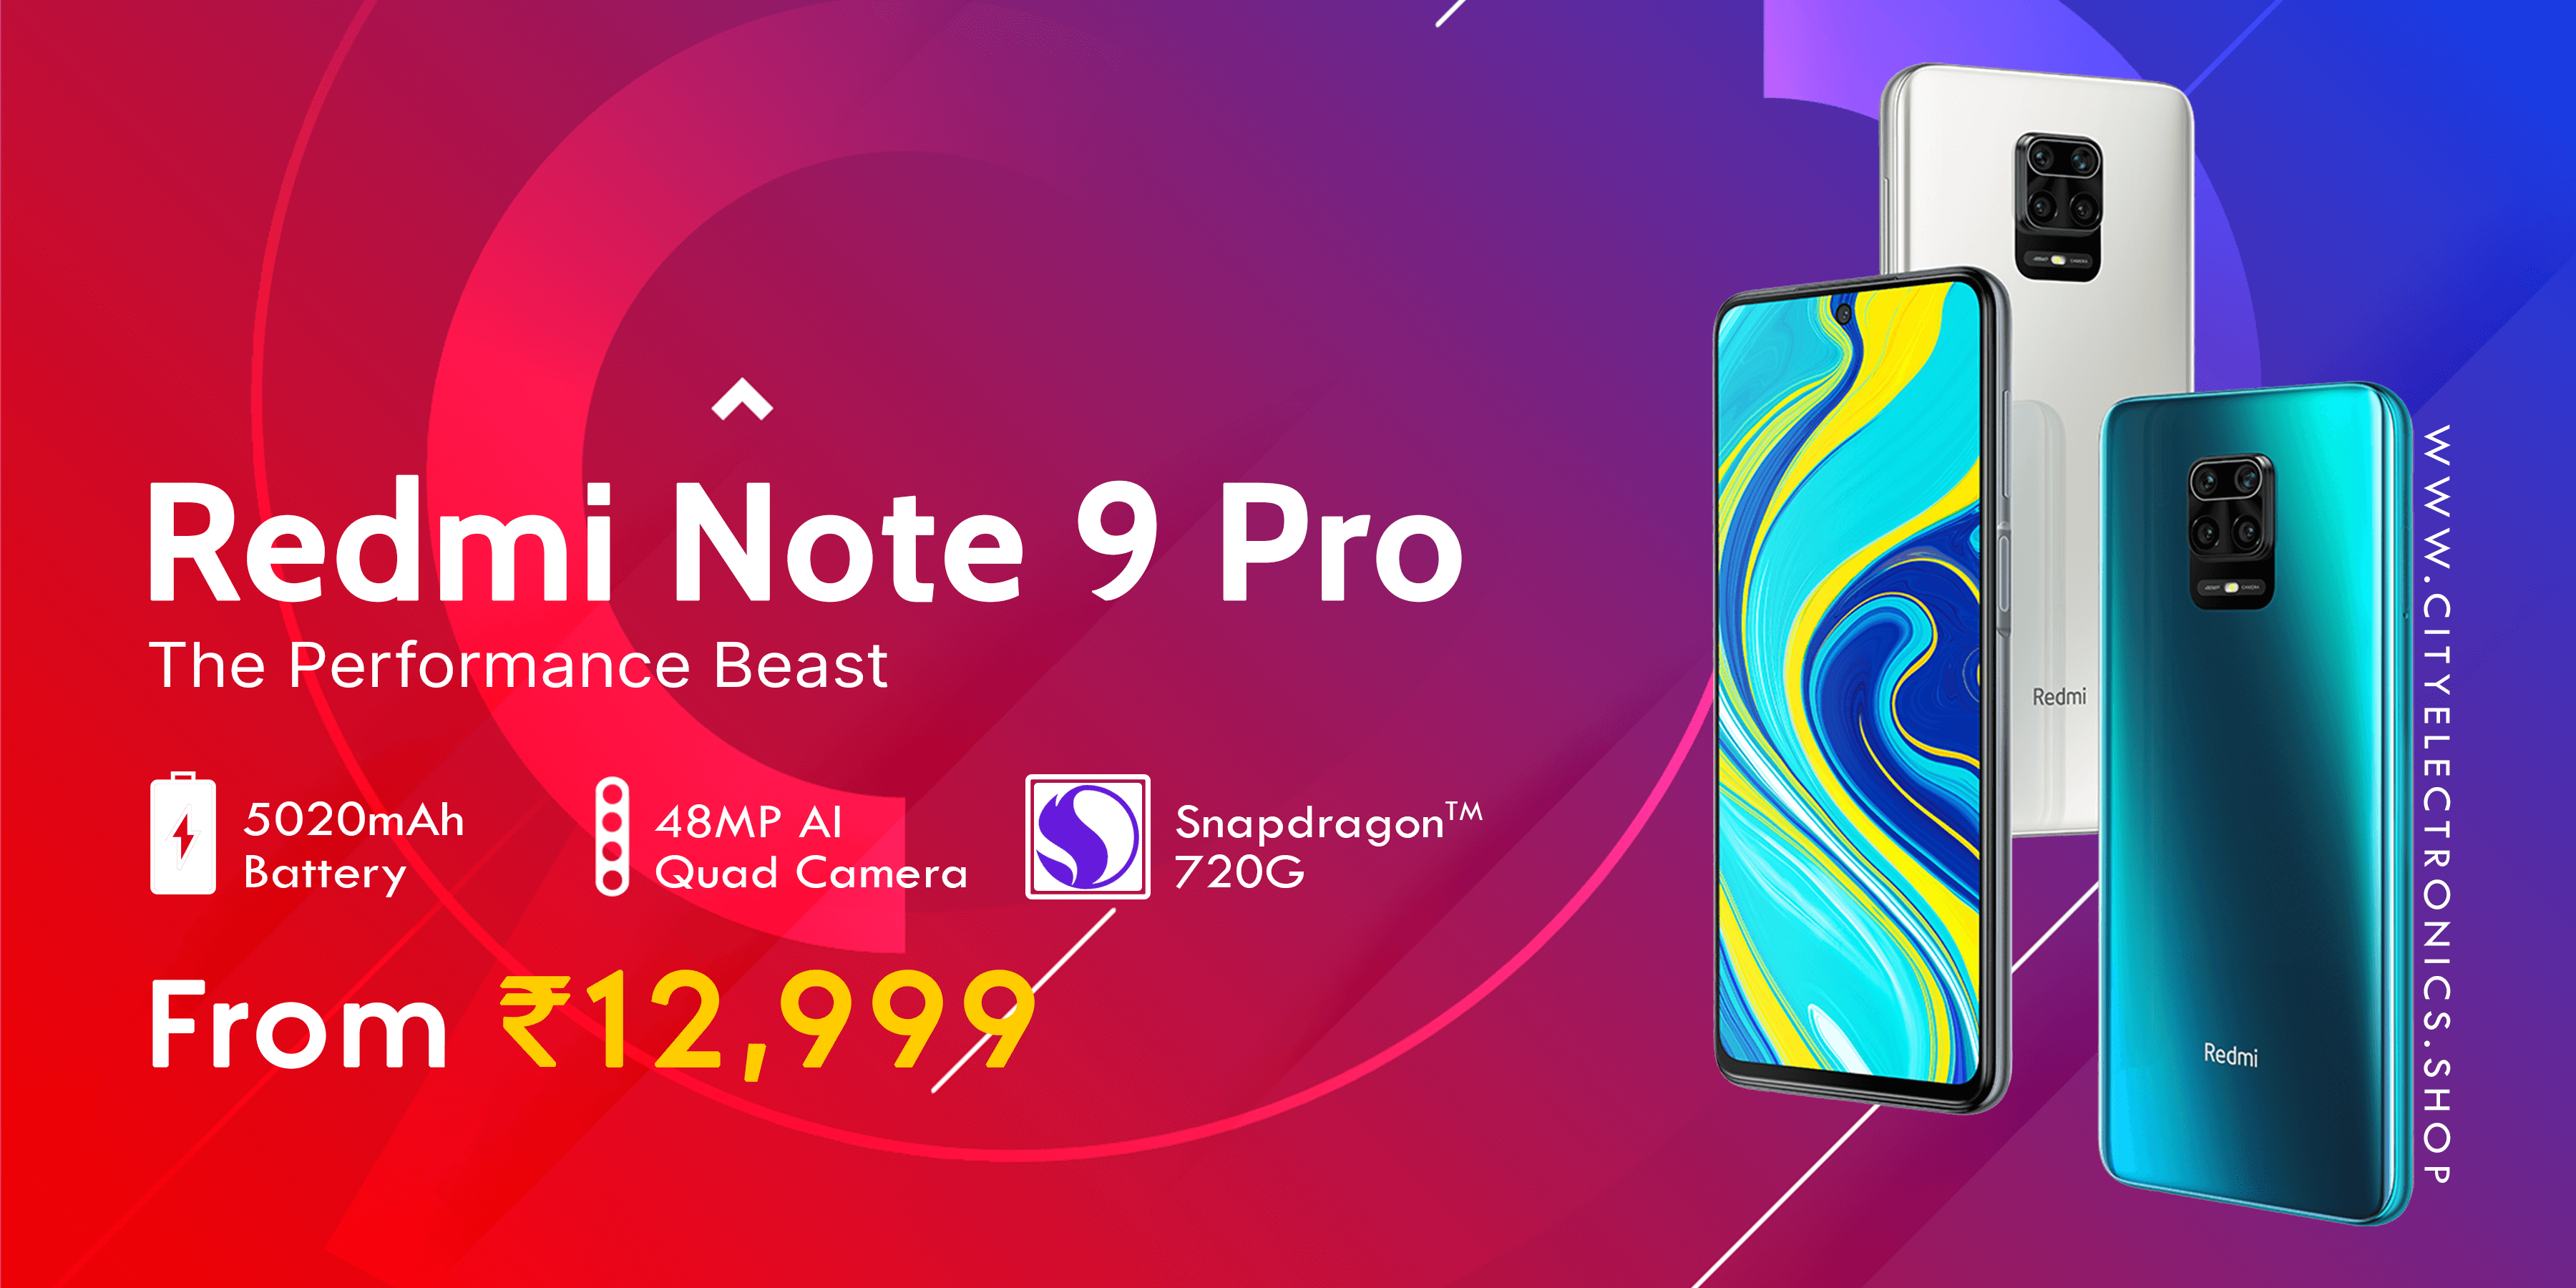 Redmi Note 9 Pro
The Performance Beast
5020mAh
Battery
48MP AI
Quad Camera
Snapdragon™
720G
From ₹12,999
Redmi
Redmi
WWW.CITYELECTRONICS.SHOP